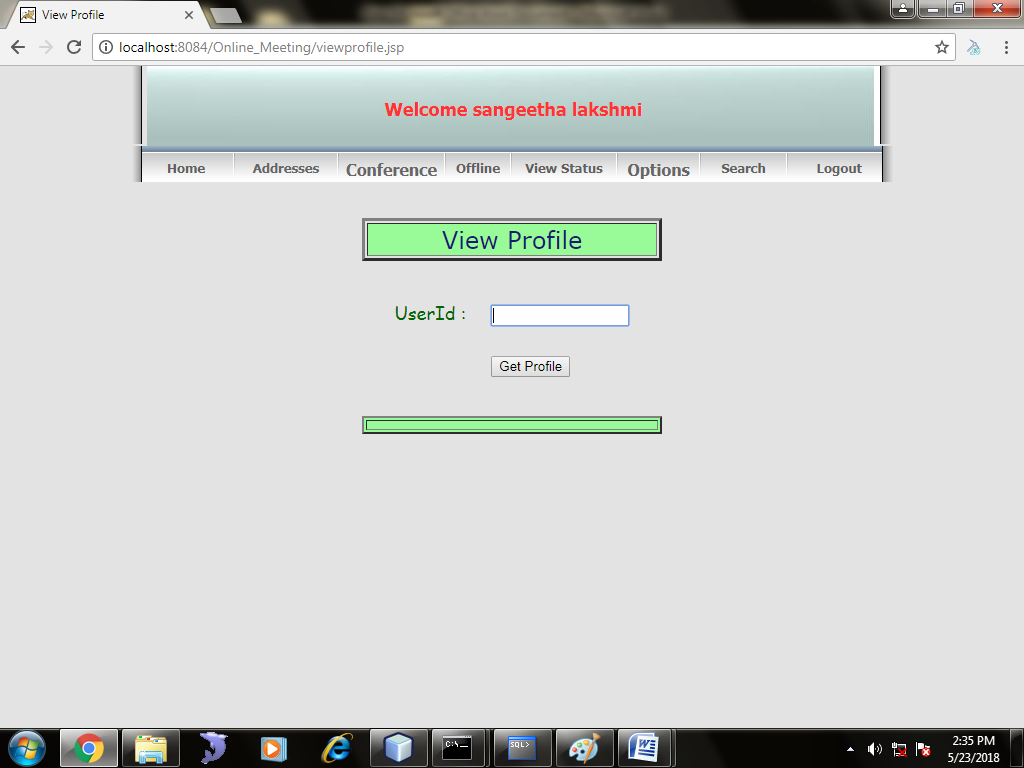 View Profile
localhost:8084/Online_Meeting/viewprofile.jsp
Welcome sangeetha lakshmi
Home Addresses Conference Offline View Status Options Search Logout
View Profile
UserId :
Get Profile
C:\_
SQL>
W
2:35 PM
5/23/2018